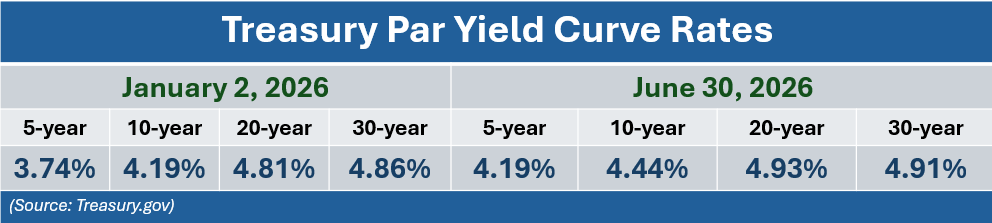 Treasury Par Yield Curve Rates
January 2, 2026 June 30, 2026
5-year 10-year 20-year 30-year 5-year 10-year 20-year 30-year
3.74% 4.19% 4.81% 4.86% 4.19% 4.44% 4.93% 4.91%
(Source: Treasury.gov)